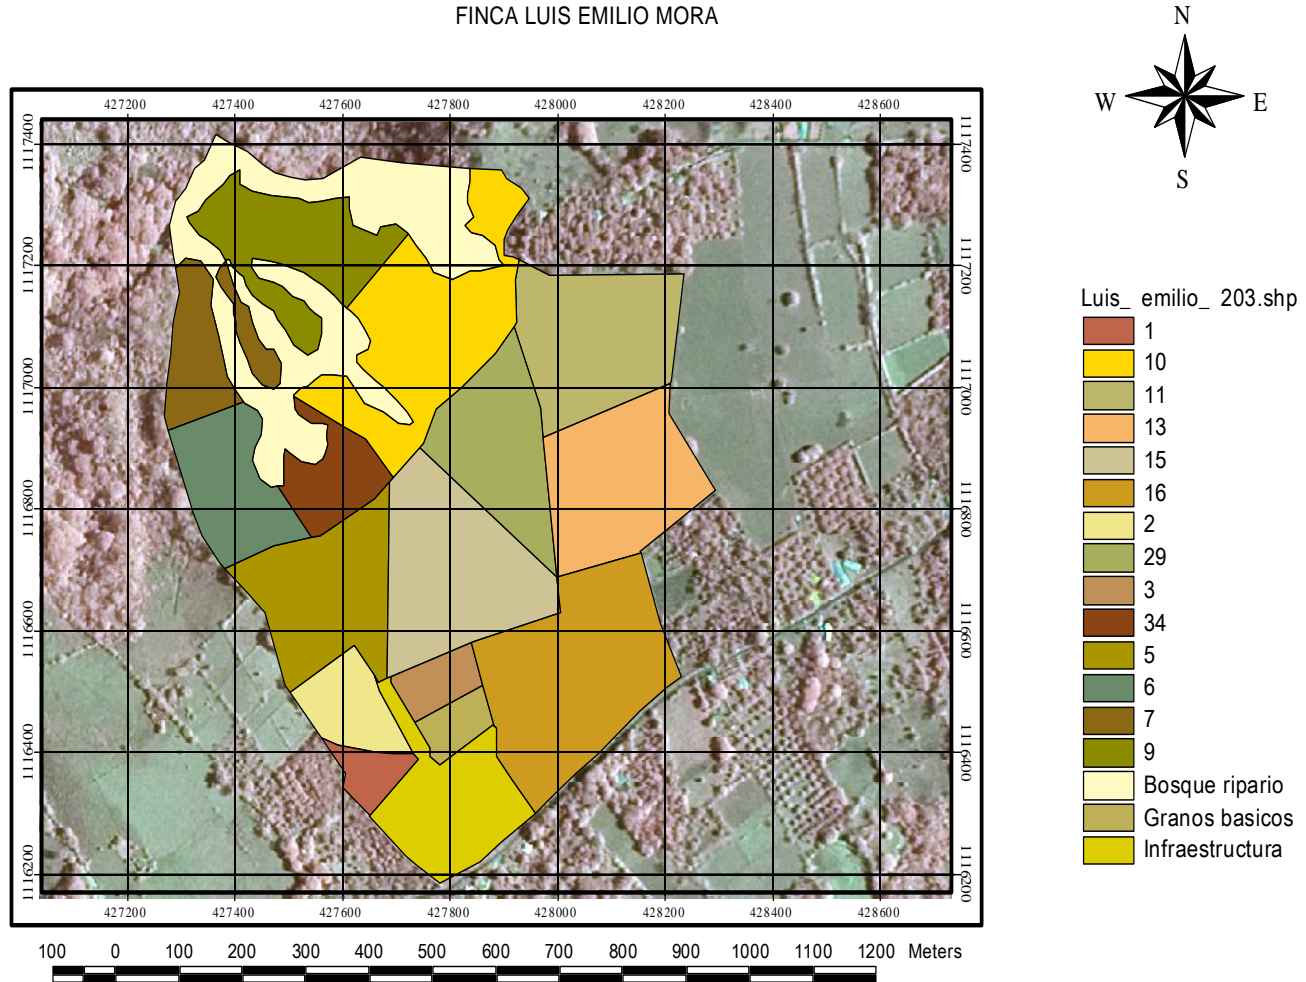 FINCA LUIS EMILIO MORA
N
W E
S
427200 427400 427600 427800 428000 428200 428400 428600
1117400 1117400
1117200 1117200
1117000 1117000
1116800 1116800
1116600 1116600
1116400 1116400
1116200 1116200
427200 427400 427600 427800 428000 428200 428400 428600
Luis_ emilio_ 203.shp
1
10
11
13
15
16
2
29
3
34
5
6
7
9
Bosque ripario
Granos basicos
Infraestructura
100 0 100 200 300 400 500 600 700 800 900 1000 1100 1200 Meters